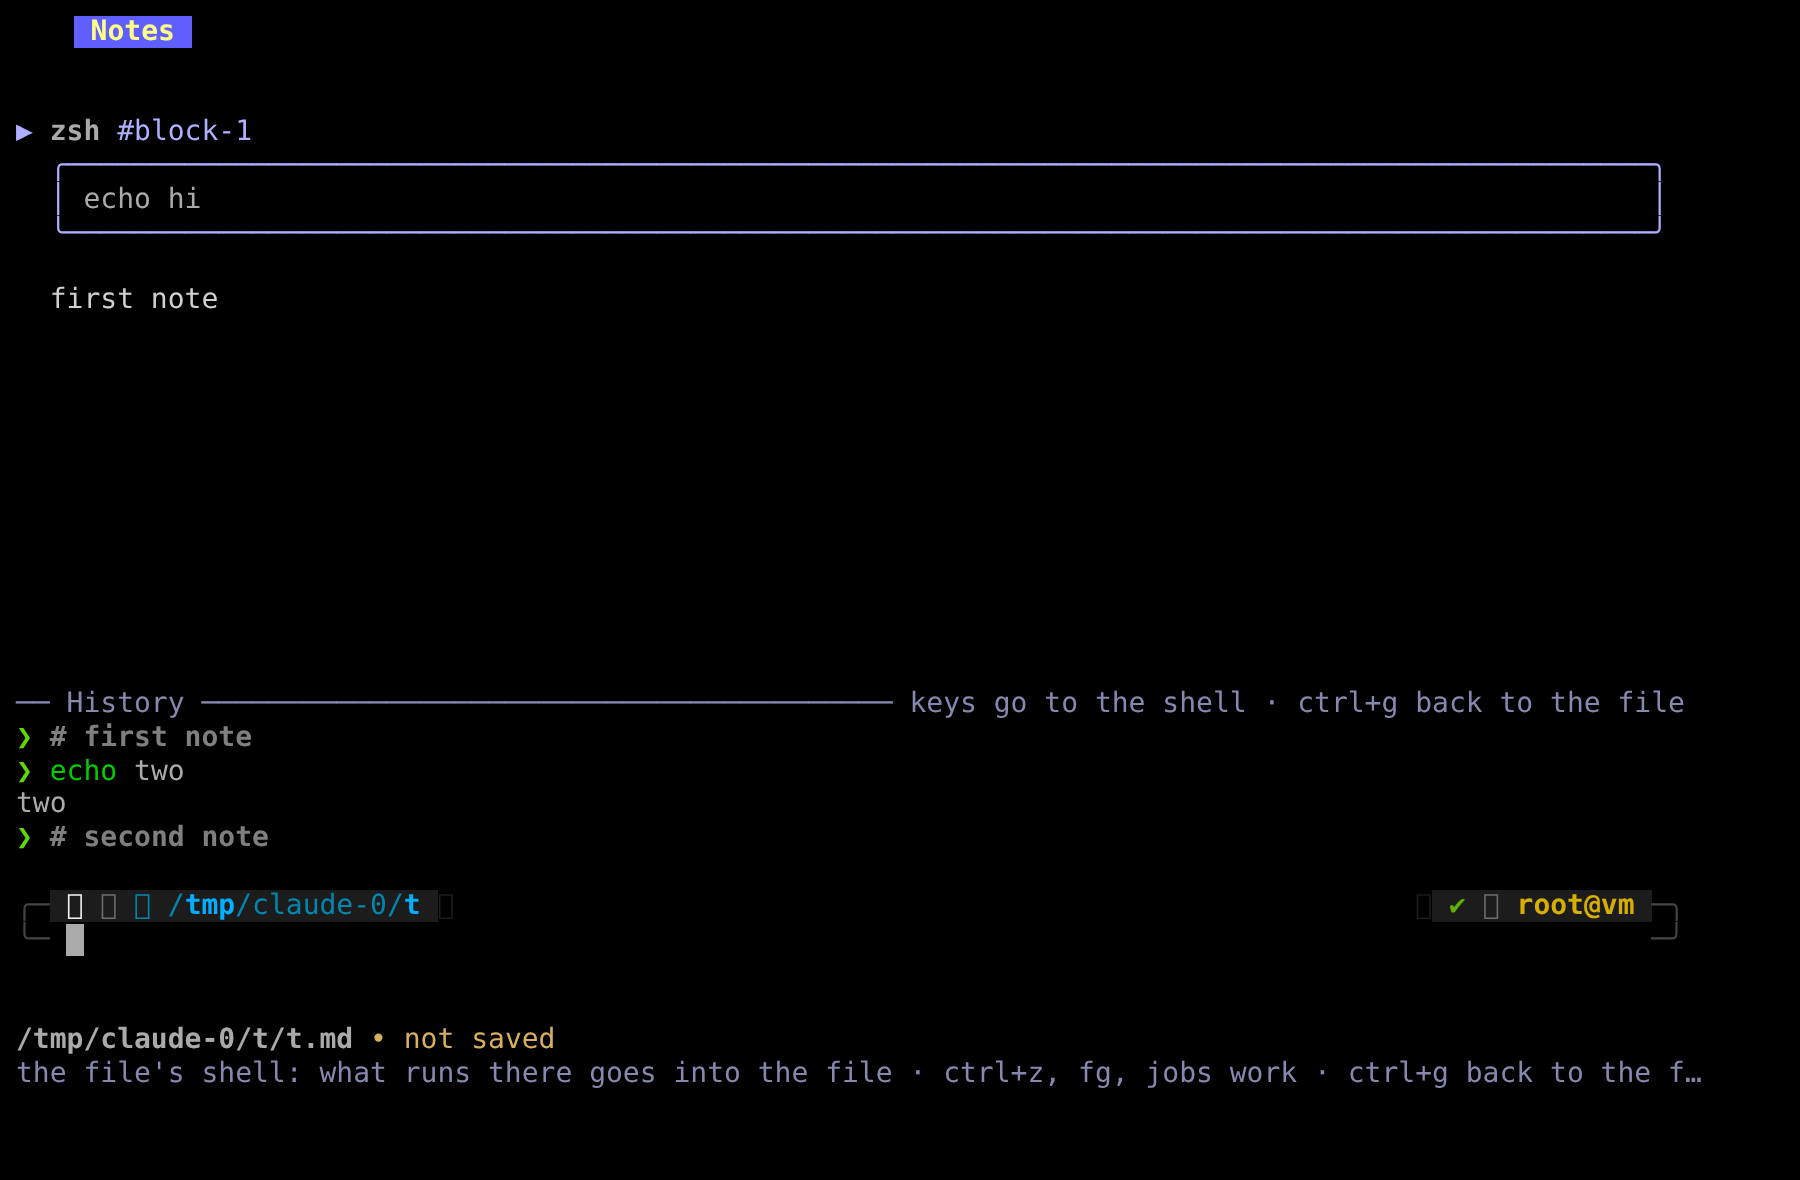 Notes
▶ zsh #block-1
echo hi
first note
── History ── keys go to the shell · ctrl+g back to the file
❯ # first note
❯ echo two
two
❯ # second note
/tmp/claude-0/t ✔ root@vm
/tmp/claude-0/t/t.md • not saved
the file's shell: what runs there goes into the file · ctrl+z, fg, jobs work · ctrl+g back to the f…